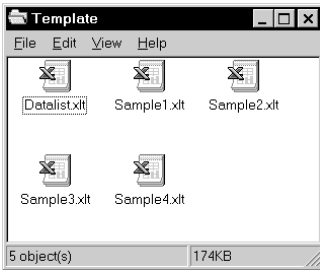 Template
File Edit View Help
Datalist.xlt Sample1.xlt Sample2.xlt
Sample3.xlt Sample4.xlt
5 object(s) 174KB